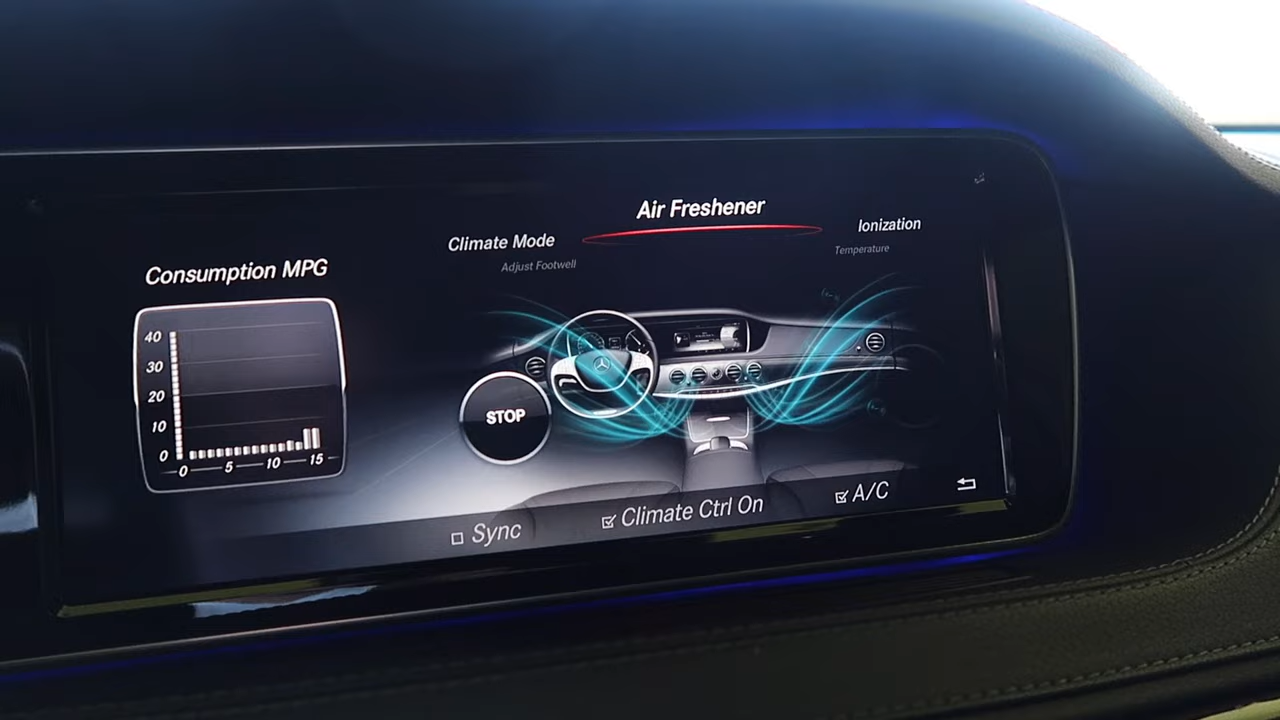 Air Freshener
Climate Mode
Ionization
Adjust Footwell
Temperature
Consumption MPG
40
30
20
10
0
0 5 10 15
STOP
Sync
Climate Ctrl On
A/C